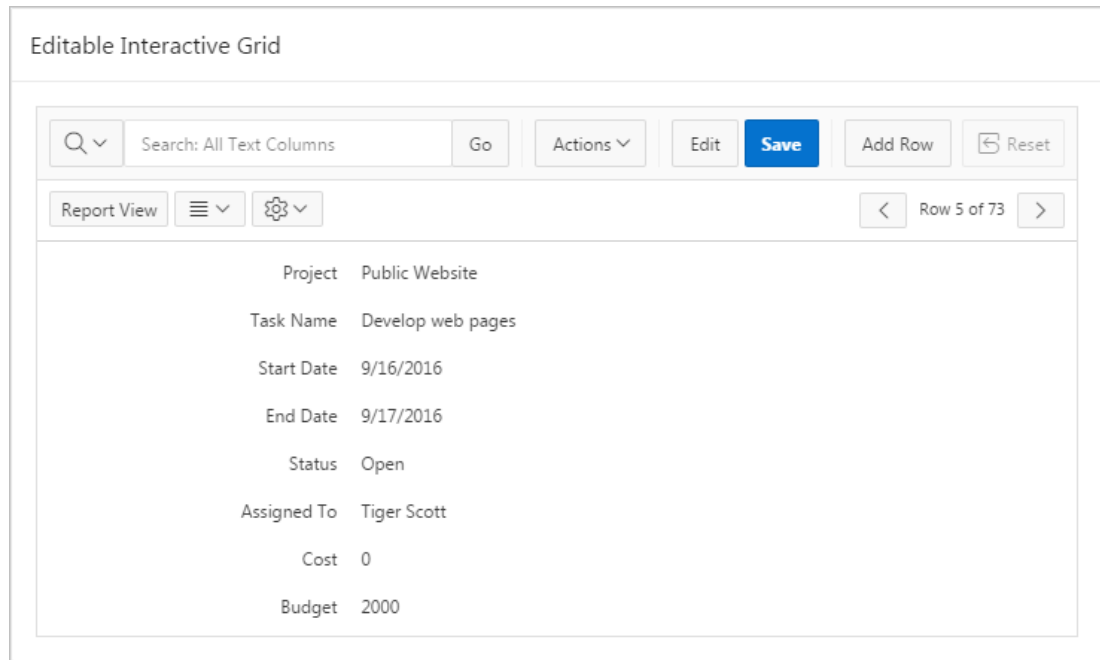 Editable Interactive Grid
Search: All Text Columns Go Actions Edit Save Add Row Reset
Report View Row 5 of 73
Project Public Website
Task Name Develop web pages
Start Date 9/16/2016
End Date 9/17/2016
Status Open
Assigned To Tiger Scott
Cost 0
Budget 2000